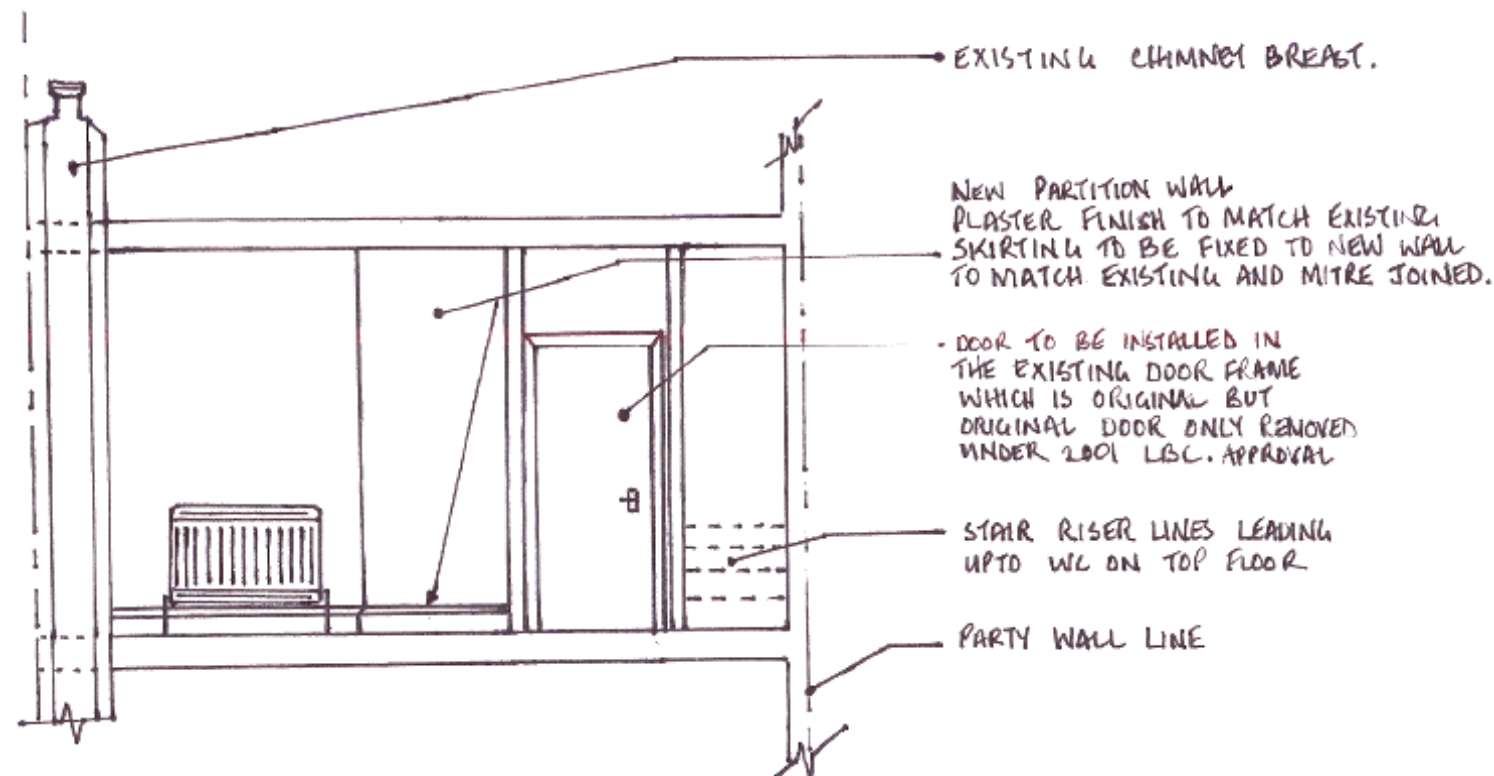 EXISTING CHIMNEY BREAST.
NEW PARTITION WALL
PLASTER FINISH TO MATCH EXISTING
SKIRTING TO BE FIXED TO NEW WALL
TO MATCH EXISTING AND MITRE JOINED.
DOOR TO BE INSTALLED IN
THE EXISTING DOOR FRAME
WHICH IS ORIGINAL BUT
ORIGINAL DOOR ONLY REMOVED
UNDER 2001 LBC. APPROVAL
STAIR RISER LINES LEADING
UPTO WC ON TOP FLOOR
PARTY WALL LINE